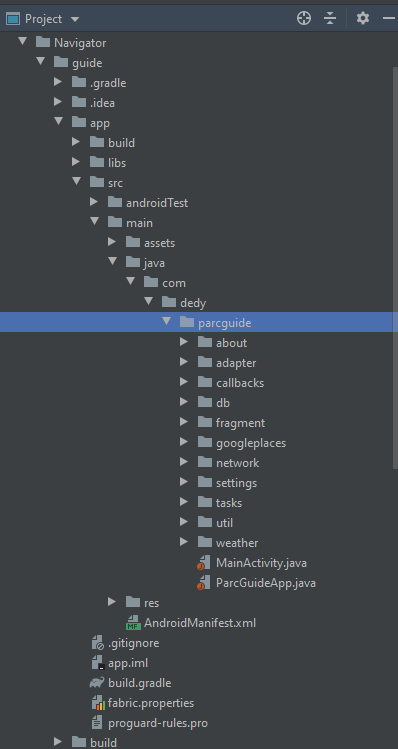 Project
Navigator
guide
.gradle
.idea
app
build
libs
src
androidTest
main
assets
java
com
dedy
parcguide
about
adapter
callbacks
db
fragment
googleplaces
network
settings
tasks
util
weather
MainActivity.java
ParcGuideApp.java
res
AndroidManifest.xml
.gitignore
app.iml
build.gradle
fabric.properties
proguard-rules.pro
build